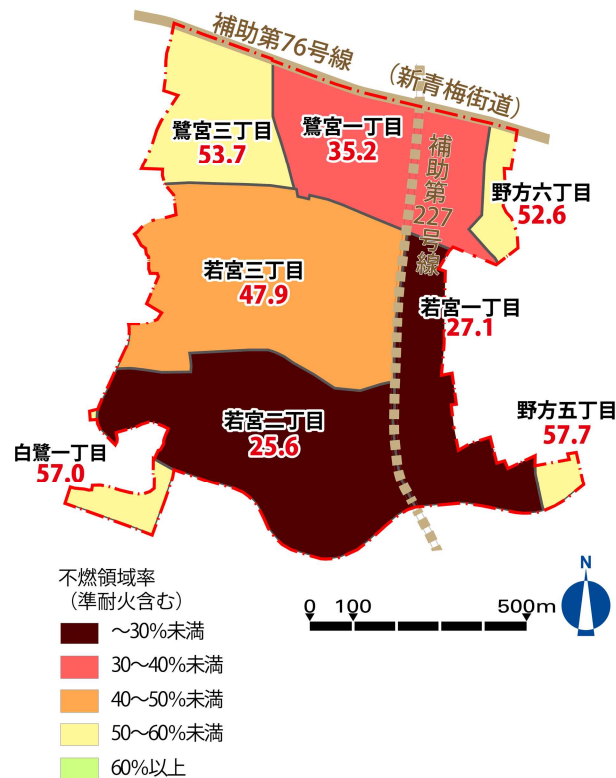 補助第76号線
（新青梅街道）
鷺宮三丁目
53.7
鷺宮一丁目
35.2
補助第227号線
野方六丁目
52.6
若宮三丁目
47.9
若宮一丁目
27.1
若宮二丁目
25.6
野方五丁目
57.7
白鷺一丁目
57.0
不燃領域率
（準耐火含む）
～30%未満
30～40%未満
40～50%未満
50～60%未満
60%以上
0 100 500m
N